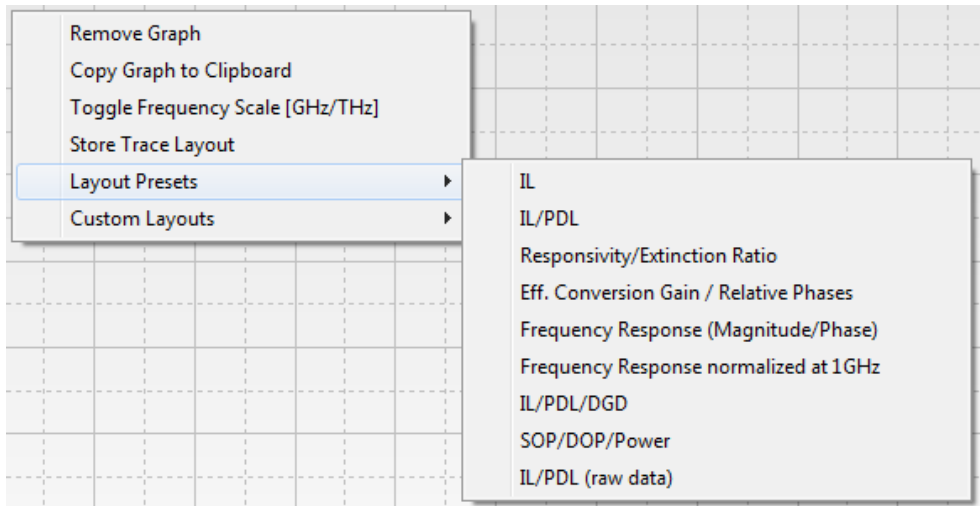 Remove Graph
Copy Graph to Clipboard
Toggle Frequency Scale [GHz/THz]
Store Trace Layout
Layout Presets
Custom Layouts
IL
IL/PDL
Responsivity/Extinction Ratio
Eff. Conversion Gain / Relative Phases
Frequency Response (Magnitude/Phase)
Frequency Response normalized at 1GHz
IL/PDL/DGD
SOP/DOP/Power
IL/PDL (raw data)